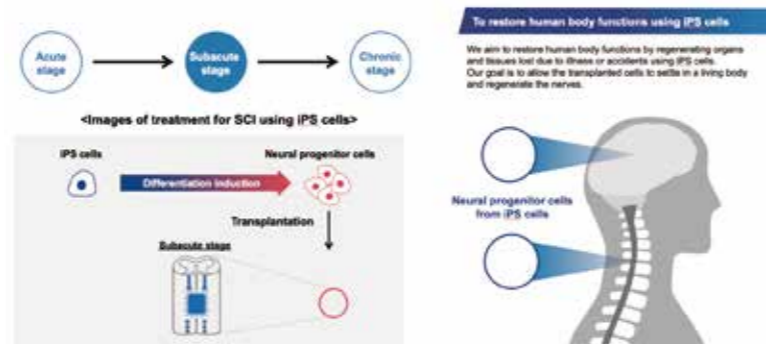 Acute
stage
Subacute
stage
Chronic
stage
<Images of treatment for SCI using iPS cells>
iPS cells
Neural progenitor cells
Differentiation induction
Transplantation
Subacute stage
To restore human body functions using iPS cells
We aim to restore human body functions by regenerating organs
and tissues lost due to illness or accidents using iPS cells.
Our goal is to allow the transplanted cells to settle in a living body
and regenerate the nerves.
Neural progenitor cells
from iPS cells